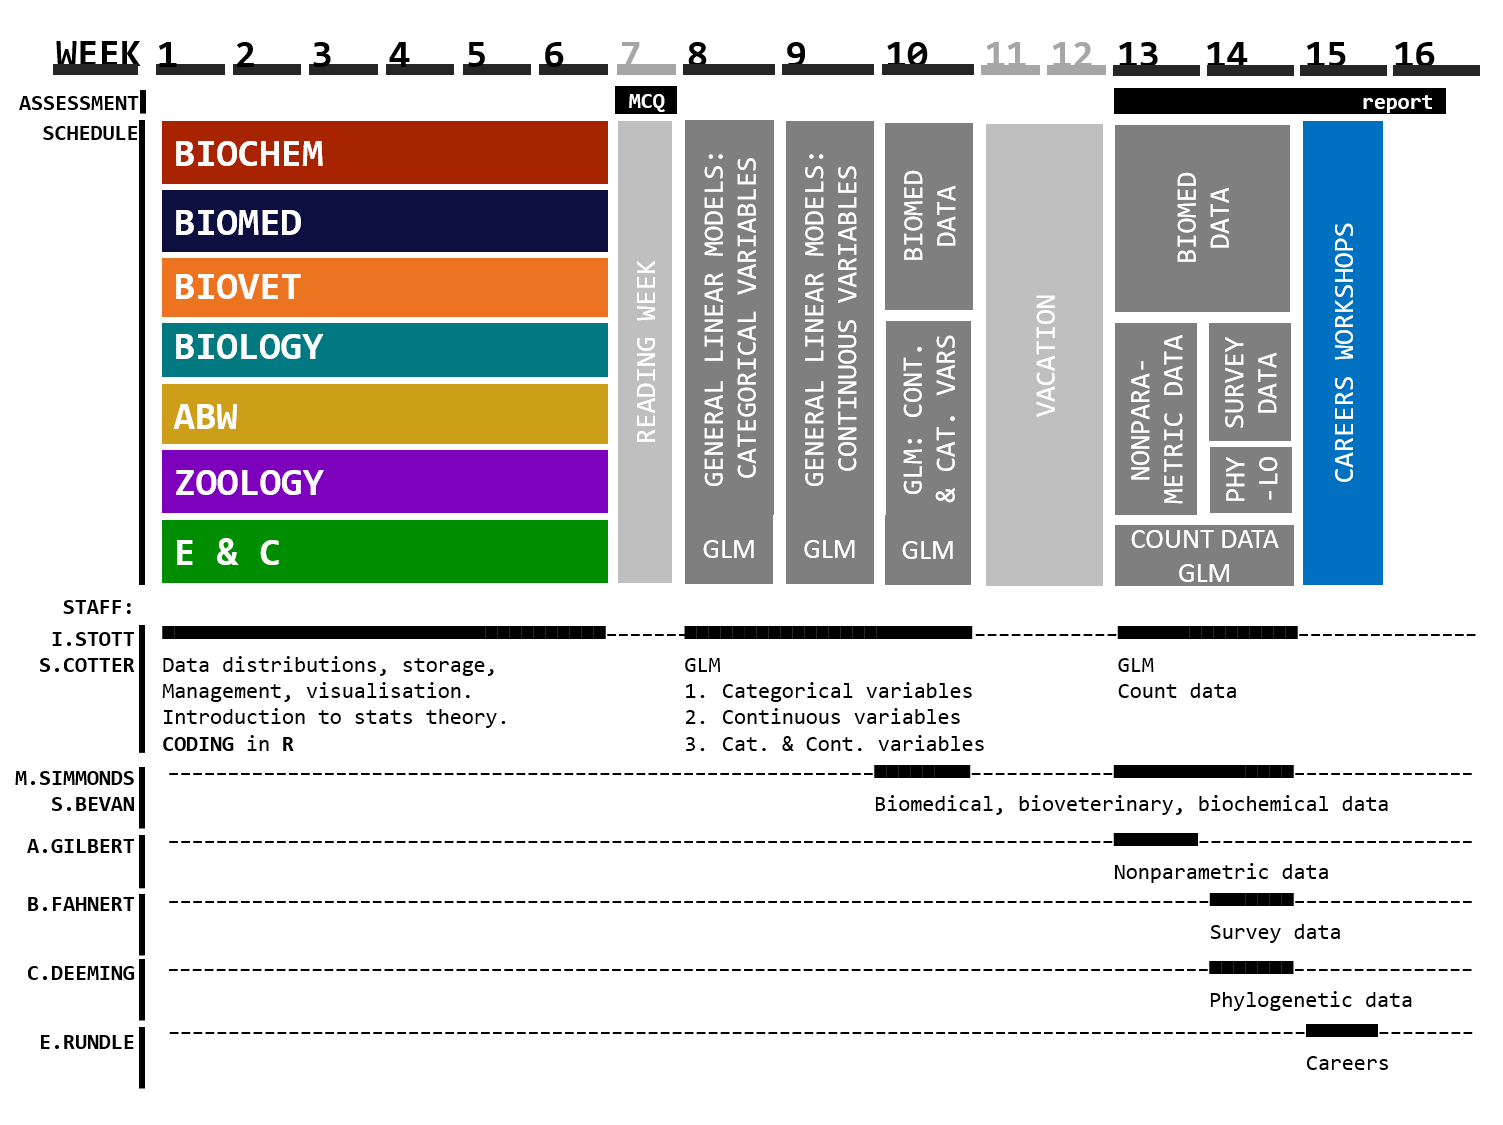 WEEK 1 2 3 4 5 6 7 8 9 10 11 12 13 14 15 16
ASSESSMENT
MCQ
report
SCHEDULE
BIOCHEM
BIOMED
BIOVET
BIOLOGY
ABW
ZOOLOGY
E & C
READING WEEK
GENERAL LINEAR MODELS:
CATEGORICAL VARIABLES
GLM
GENERAL LINEAR MODELS:
CONTINUOUS VARIABLES
GLM
BIOMED
DATA
GLM: CONT.
& CAT. VARS
GLM
VACATION
BIOMED
DATA
NONPARA-
METRIC DATA
SURVEY
DATA
PHY
-LO
COUNT DATA
GLM
CAREERS WORKSHOPS
STAFF:
I.STOTT
S.COTTER
Data distributions, storage,
Management, visualisation.
Introduction to stats theory.
CODING in R
GLM
1. Categorical variables
2. Continuous variables
3. Cat. & Cont. variables
GLM
Count data
M.SIMMONDS
S.BEVAN
Biomedical, bioveterinary, biochemical data
A.GILBERT
Nonparametric data
B.FAHNERT
Survey data
C.DEEMING
Phylogenetic data
E.RUNDLE
Careers